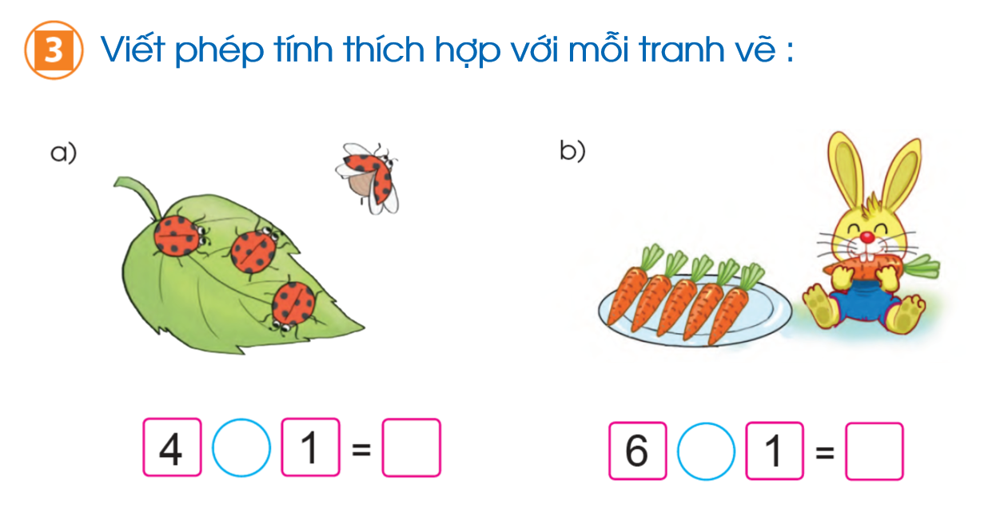 3 Viết phép tính thích hợp với mỗi tranh vẽ :
a)
b)
4 1 =
6 1 =